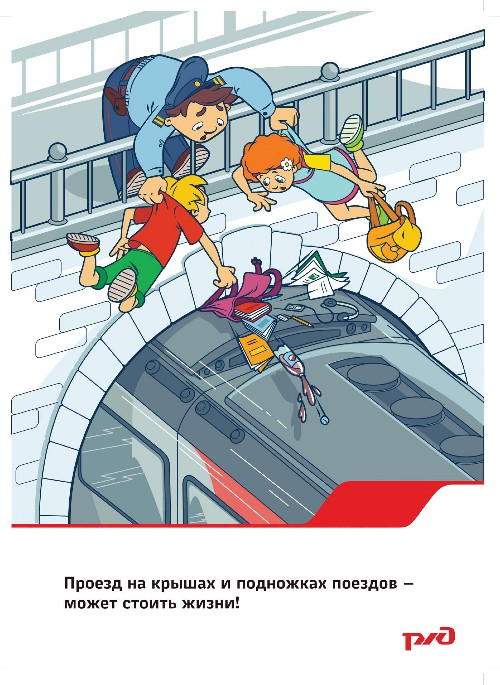 Проезд на крышах и подножках поездов –
может стоить жизни!
ржд